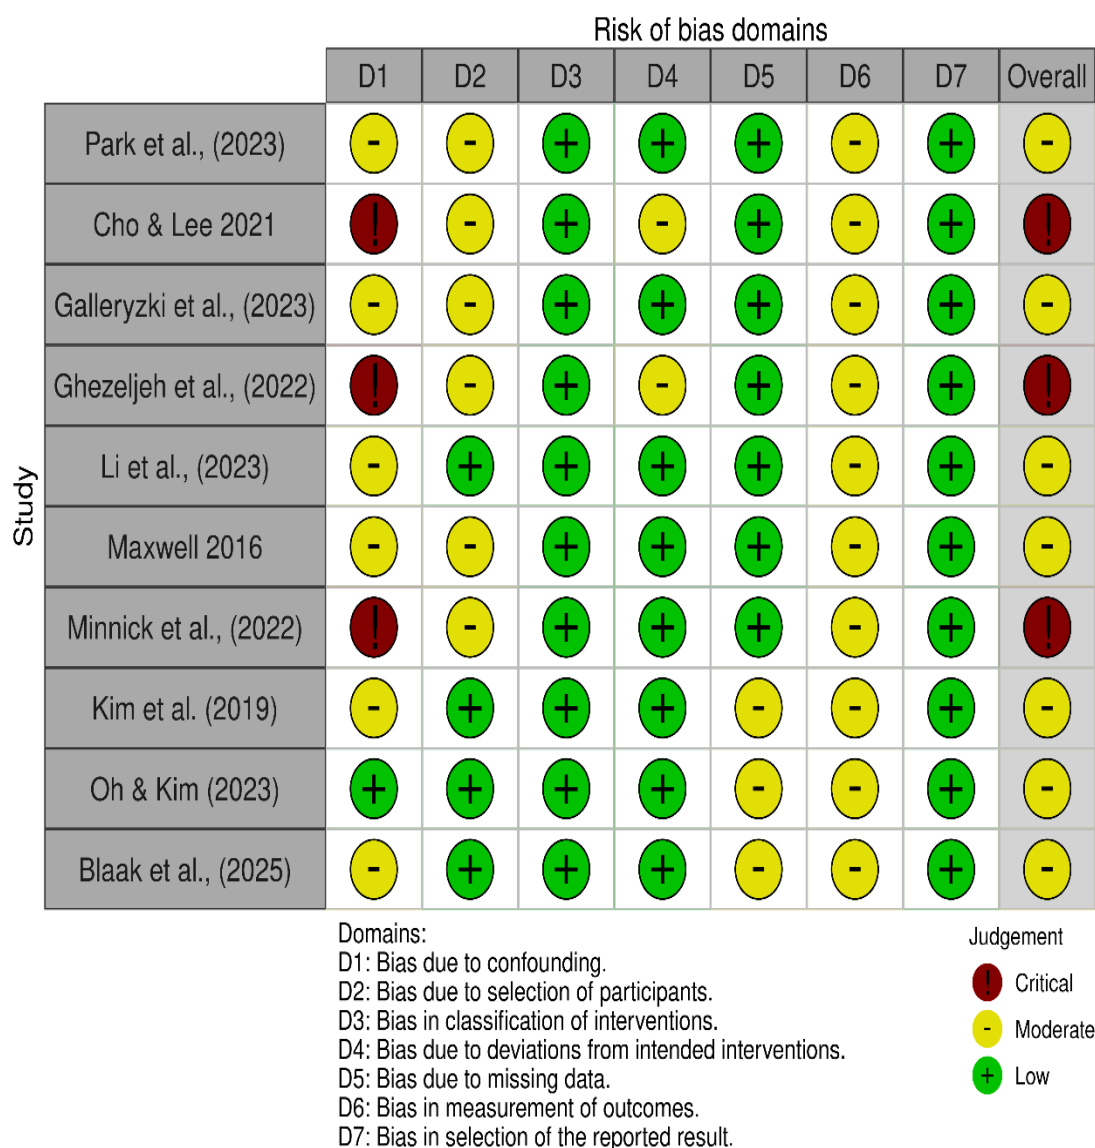 Risk of bias domains
D1 D2 D3 D4 D5 D6 D7 Overall
Study
Park et al., (2023) - - + + + - + -
Cho & Lee 2021 ! - + - + - + !
Galleryzki et al., (2023) - - + + + - + -
Ghezeljeh et al., (2022) ! - + - + - + !
Li et al., (2023) - + + + + - + -
Maxwell 2016 - - + + + - + -
Minnick et al., (2022) ! - + + + - + !
Kim et al. (2019) - + + + - - + -
Oh & Kim (2023) + + + + - - + -
Blaak et al., (2025) - + + + - - + -
Domains:
D1: Bias due to confounding.
D2: Bias due to selection of participants.
D3: Bias in classification of interventions.
D4: Bias due to deviations from intended interventions.
D5: Bias due to missing data.
D6: Bias in measurement of outcomes.
D7: Bias in selection of the reported result.
Judgement
! Critical
- Moderate
+ Low